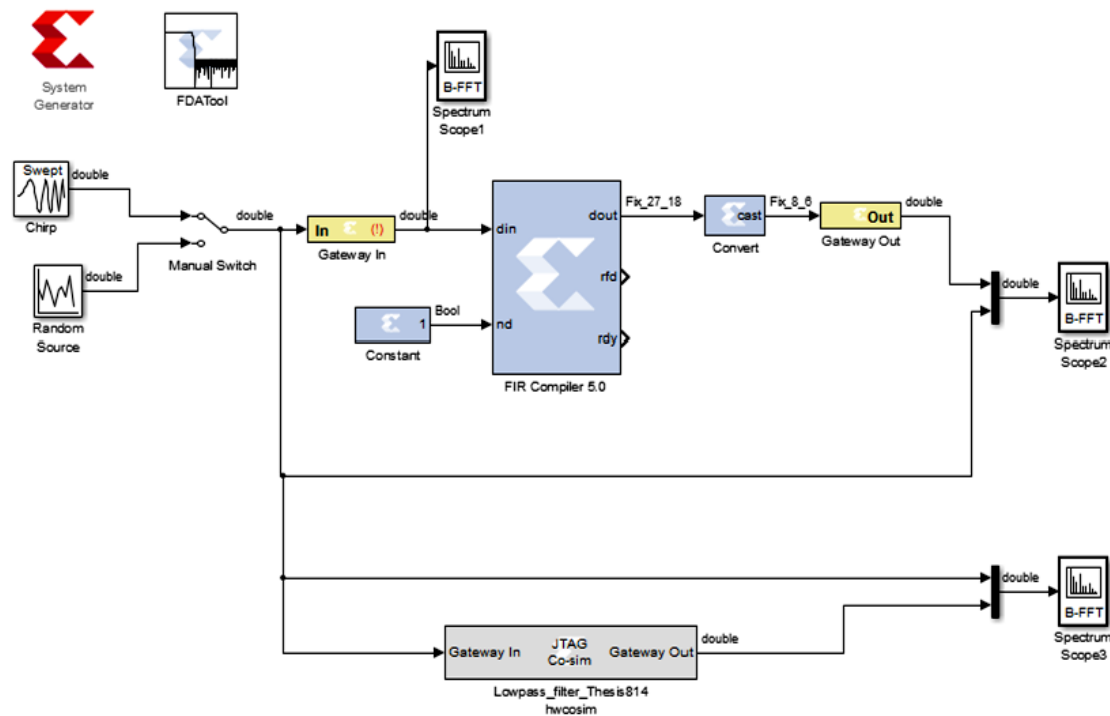 System
Generator
FDATool
B-FFT
Spectrum
Scope1
Swept
double
Chirp
double
Manual Switch
double
Random
Source
In
(!)
double
Gateway In
Bool
1
Constant
din
dout
rfd
nd
rdy
FIR Compiler 5.0
Fix_27_18
cast
Convert
Fix_8_6
Out
double
Gateway Out
double
B-FFT
Spectrum
Scope2
double
B-FFT
Spectrum
Scope3
Gateway In
JTAG
Co-sim
Gateway Out
double
Lowpass_filter_Thesis814
hwcosim